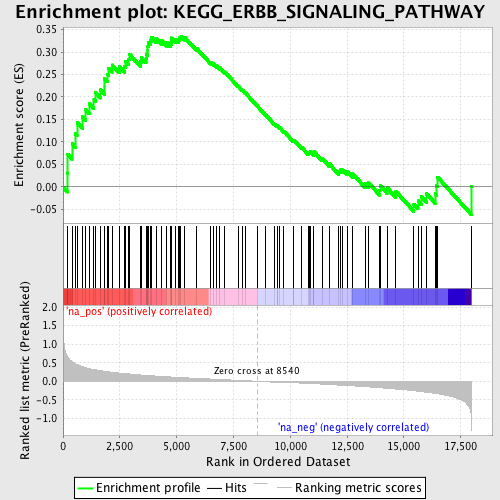 Enrichment plot: KEGG_ERBB_SIGNALING_PATHWAY
Enrichment score (ES)
0.35
0.30
0.25
0.20
0.15
0.10
0.05
0.00
-0.05
'na_pos' (positively correlated)
Ranked list metric (PreRanked)
2.0
1.5
1.0
0.5
0.0
-0.5
-1.0
Zero cross at 8540
'na_neg' (negatively correlated)
0 2,500 5,000 7,500 10,000 12,500 15,000 17,500
Rank in Ordered Dataset
Enrichment profile Hits Ranking metric scores